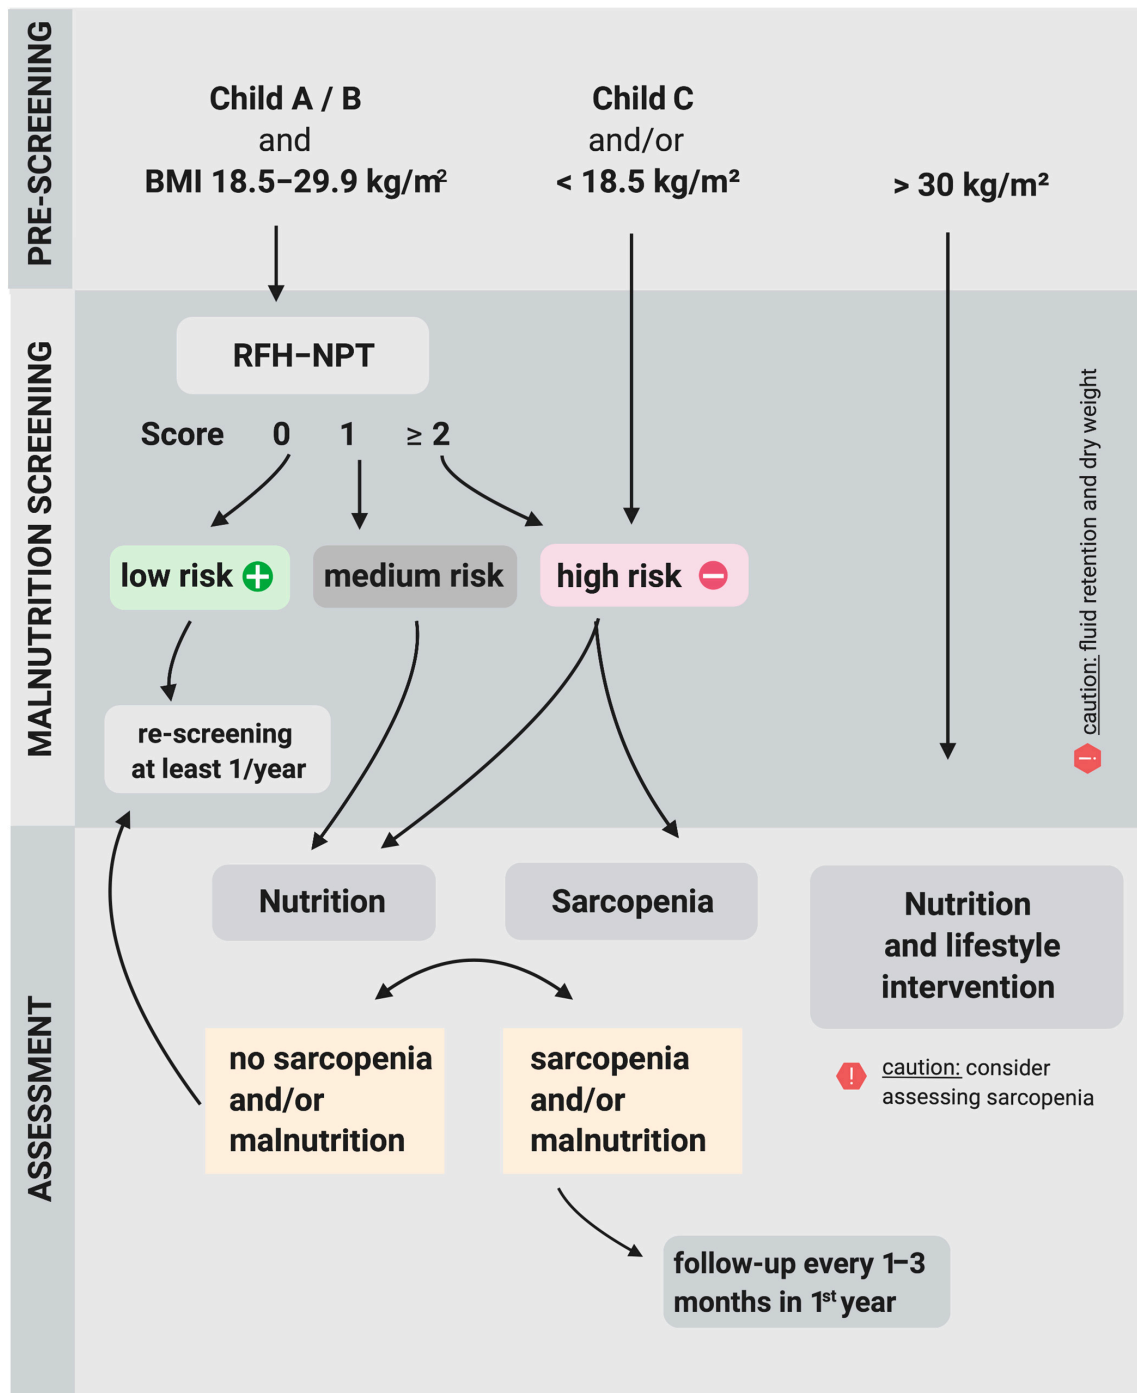 PRE-SCREENING
Child A / B
and
BMI 18.5–29.9 kg/m²
Child C
and/or
< 18.5 kg/m²
> 30 kg/m²
MALNUTRITION SCREENING
RFH–NPT
Score 0 1 ≥ 2
low risk
medium risk
high risk
re-screening
at least 1/year
caution: fluid retention and dry weight
ASSESSMENT
Nutrition
Sarcopenia
Nutrition
and lifestyle
intervention
caution: consider
assessing sarcopenia
no sarcopenia
and/or
malnutrition
sarcopenia
and/or
malnutrition
follow-up every 1–3
months in 1st year